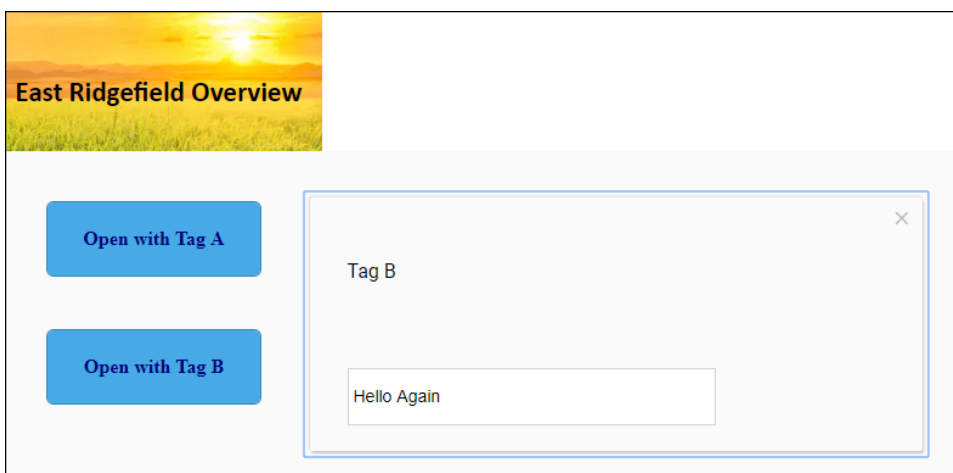 East Ridgefield Overview
Open with Tag A
Open with Tag B
Tag B
Hello Again